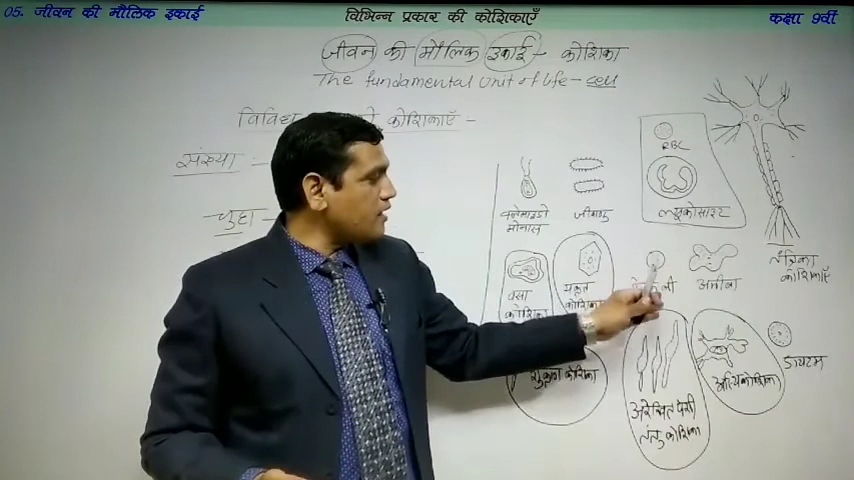 05. जीवन की मौलिक इकाई
विभिन्न प्रकार की कोशिकाएँ
कक्षा 9वीं
जीवन की मौलिक इकाई - कोशिका
The fundamental Unit of life - cell
विविध कोशिकाएँ -
संख्या -
चुहा -
RBC
ल्यूकोसाइट
जीवाणु
मोनास
तंत्रिका
कोशिकाएँ
वसा
कोशिका
यकृत
कोशिका
अमीबा
डायटम
शुक्राणु कोशिका
अस्थिकोशिका
अरेखित पेशी
तंतु कोशिका